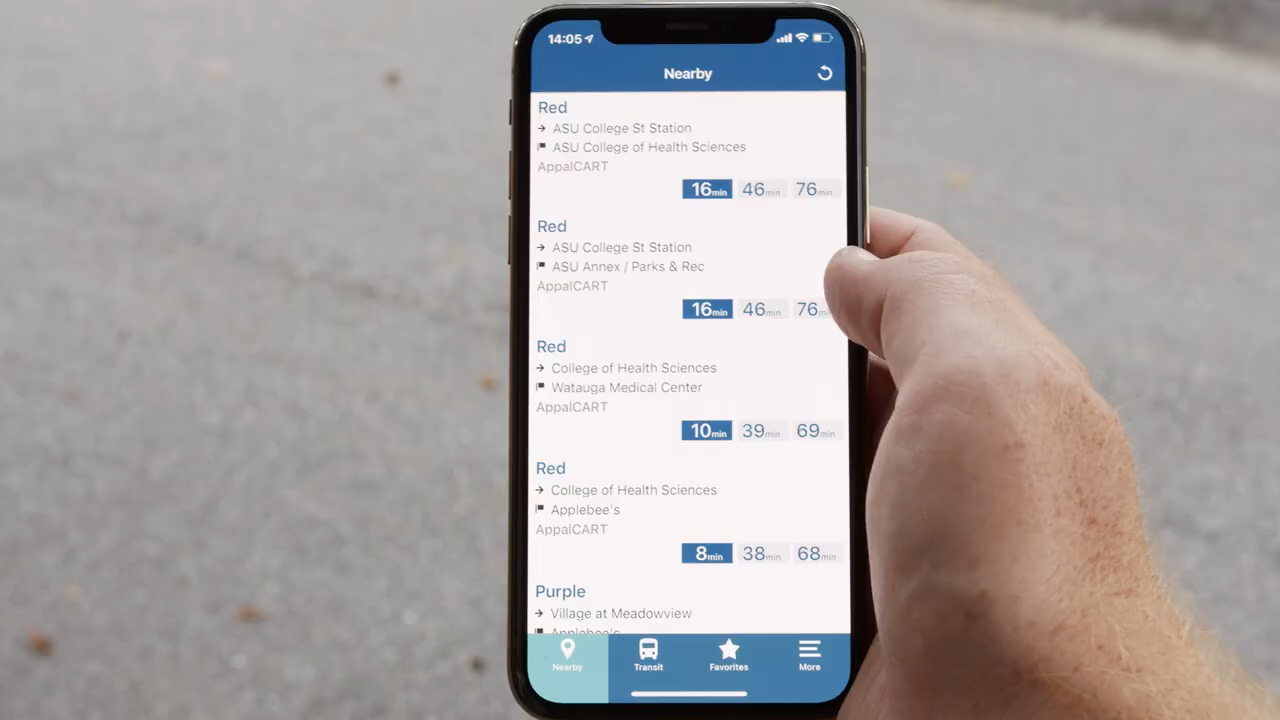 14:05
Nearby
Red
ASU College St Station
ASU College of Health Sciences
AppalCART
16min 46min 76min
Red
ASU College St Station
ASU Annex / Parks & Rec
AppalCART
16min 46min 76min
Red
College of Health Sciences
Watauga Medical Center
AppalCART
10min 39min 69min
Red
College of Health Sciences
Applebee's
AppalCART
8min 38min 68min
Purple
Village at Meadowview
Applebee's
Nearby Transit Favorites More